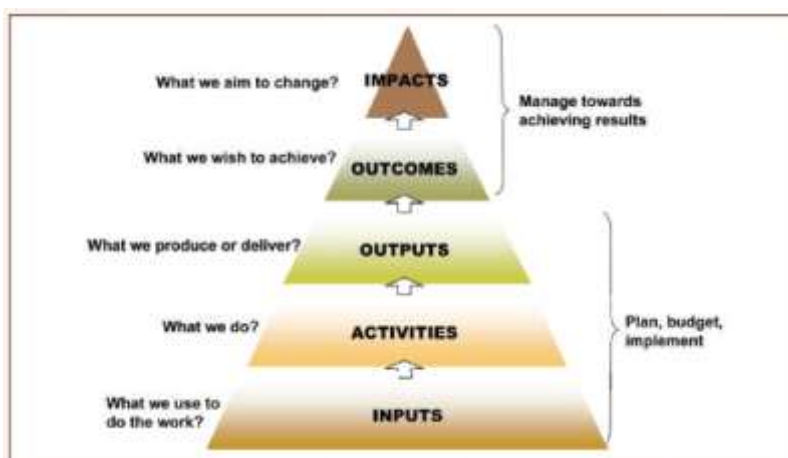 What we aim to change?
IMPACTS
Manage towards
achieving results
What we wish to achieve?
OUTCOMES
What we produce or deliver?
OUTPUTS
What we do?
ACTIVITIES
Plan, budget,
implement
What we use to
do the work?
INPUTS